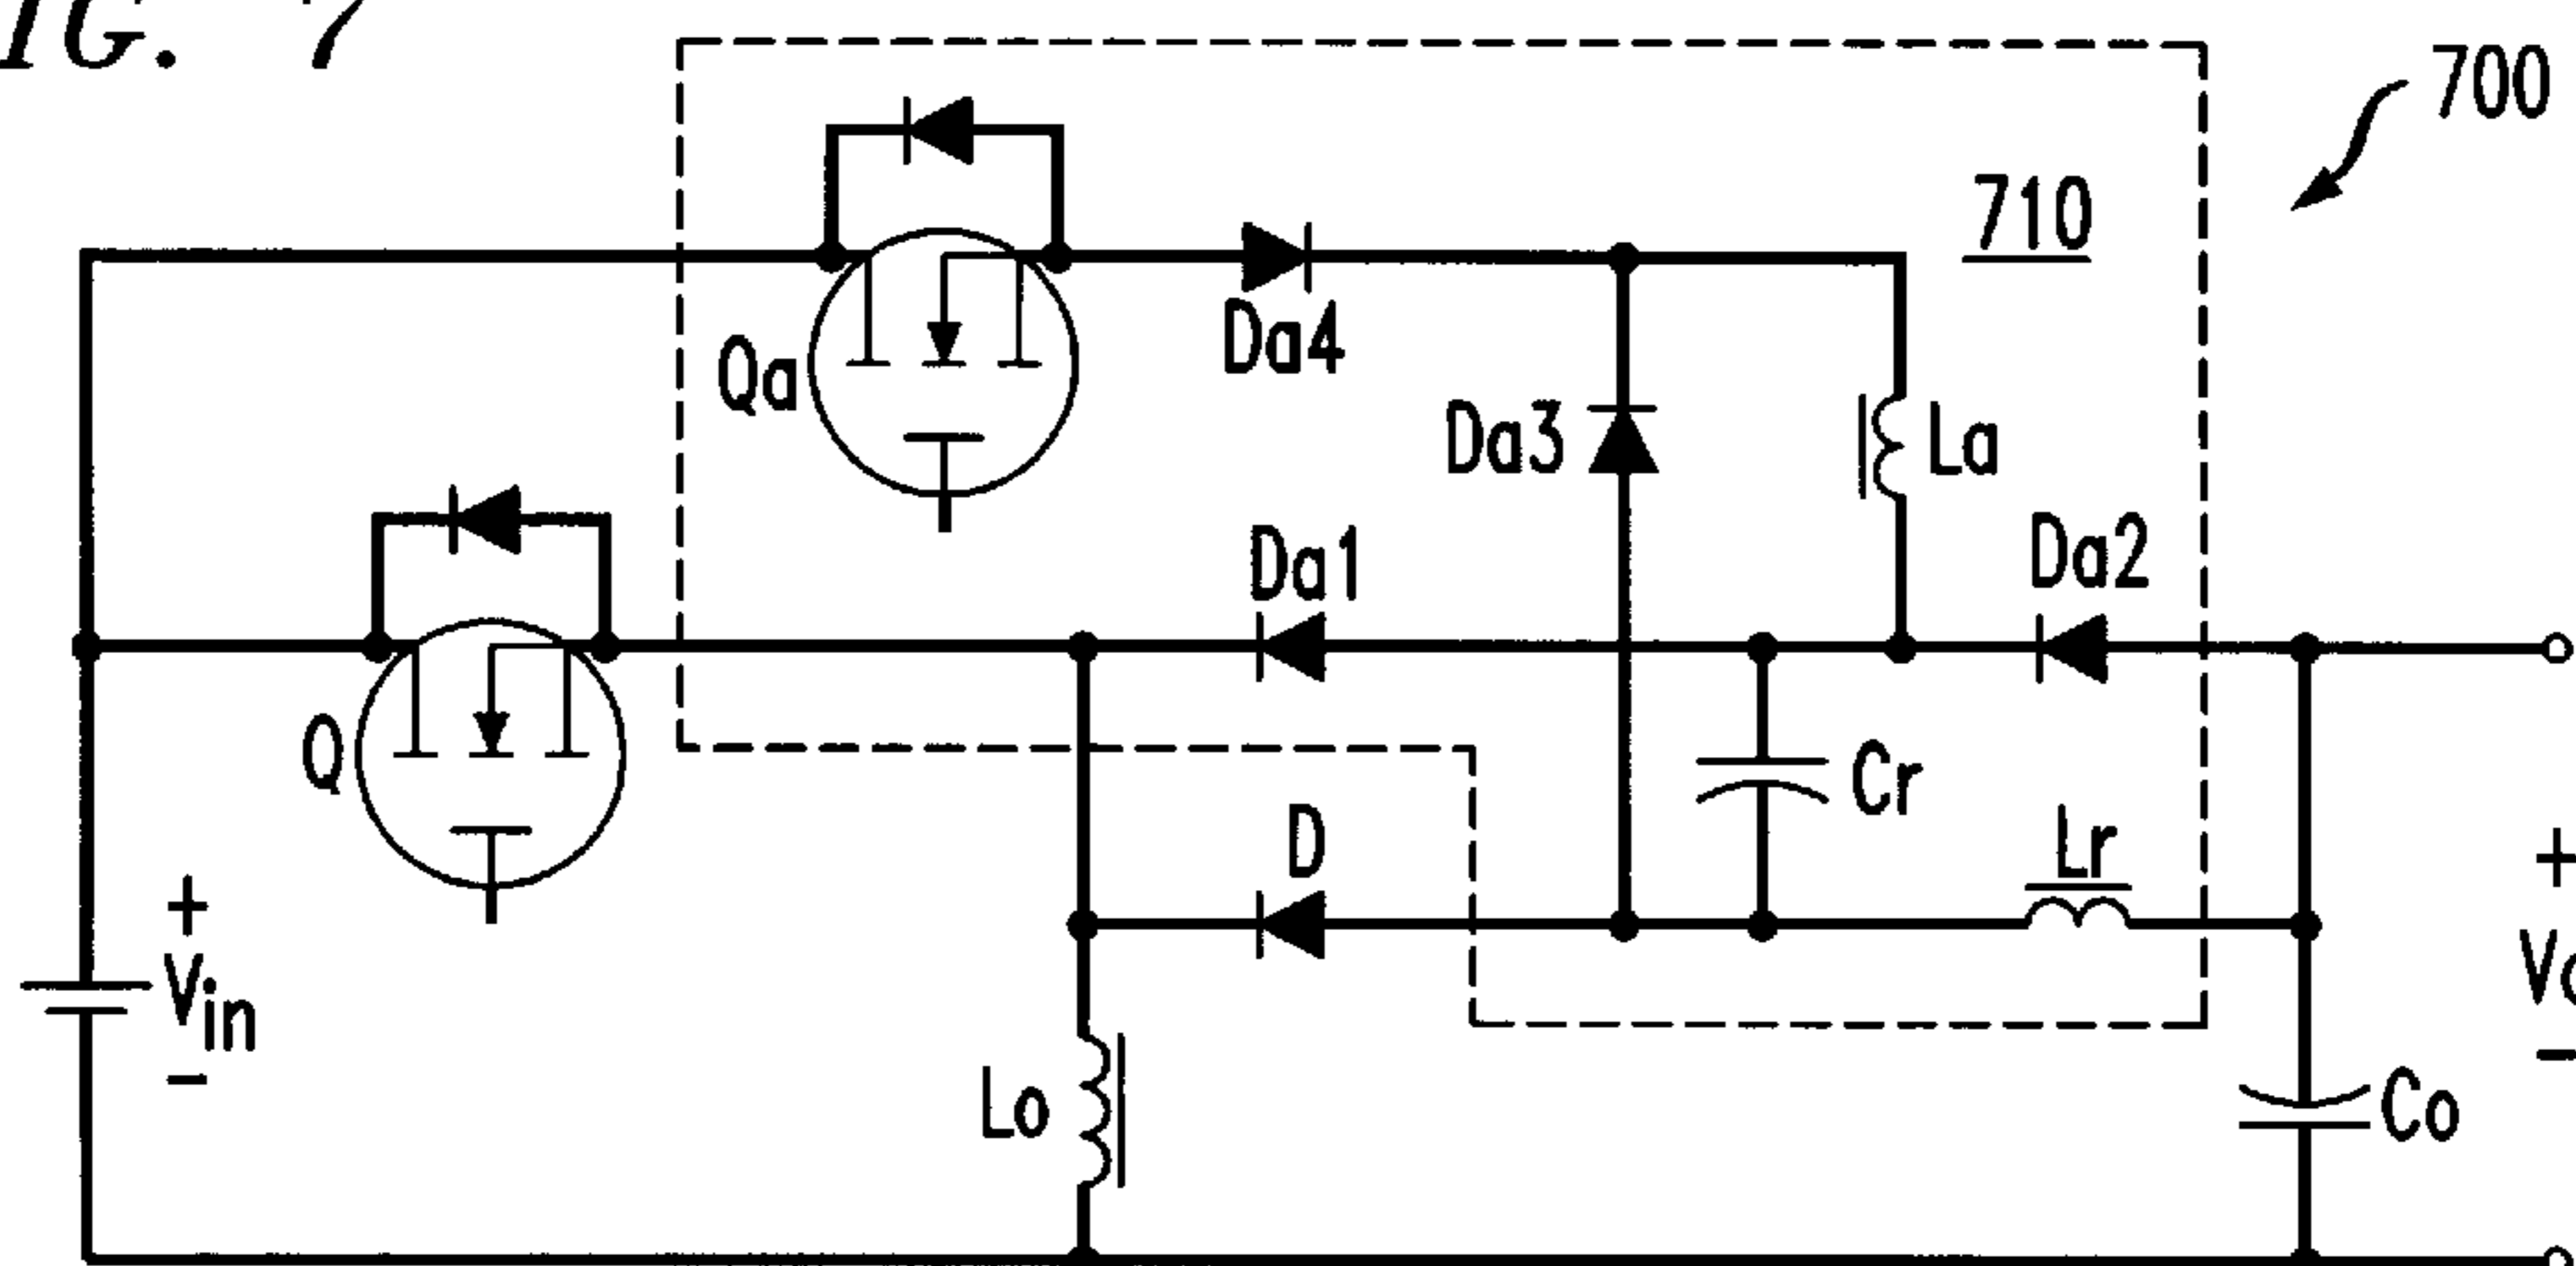 IG. 7
700
710
Qa
Da4
Da3
La
Da1
Da2
Q
Cr
D
Lr
+
Vin
-
+
-
Lo
Co